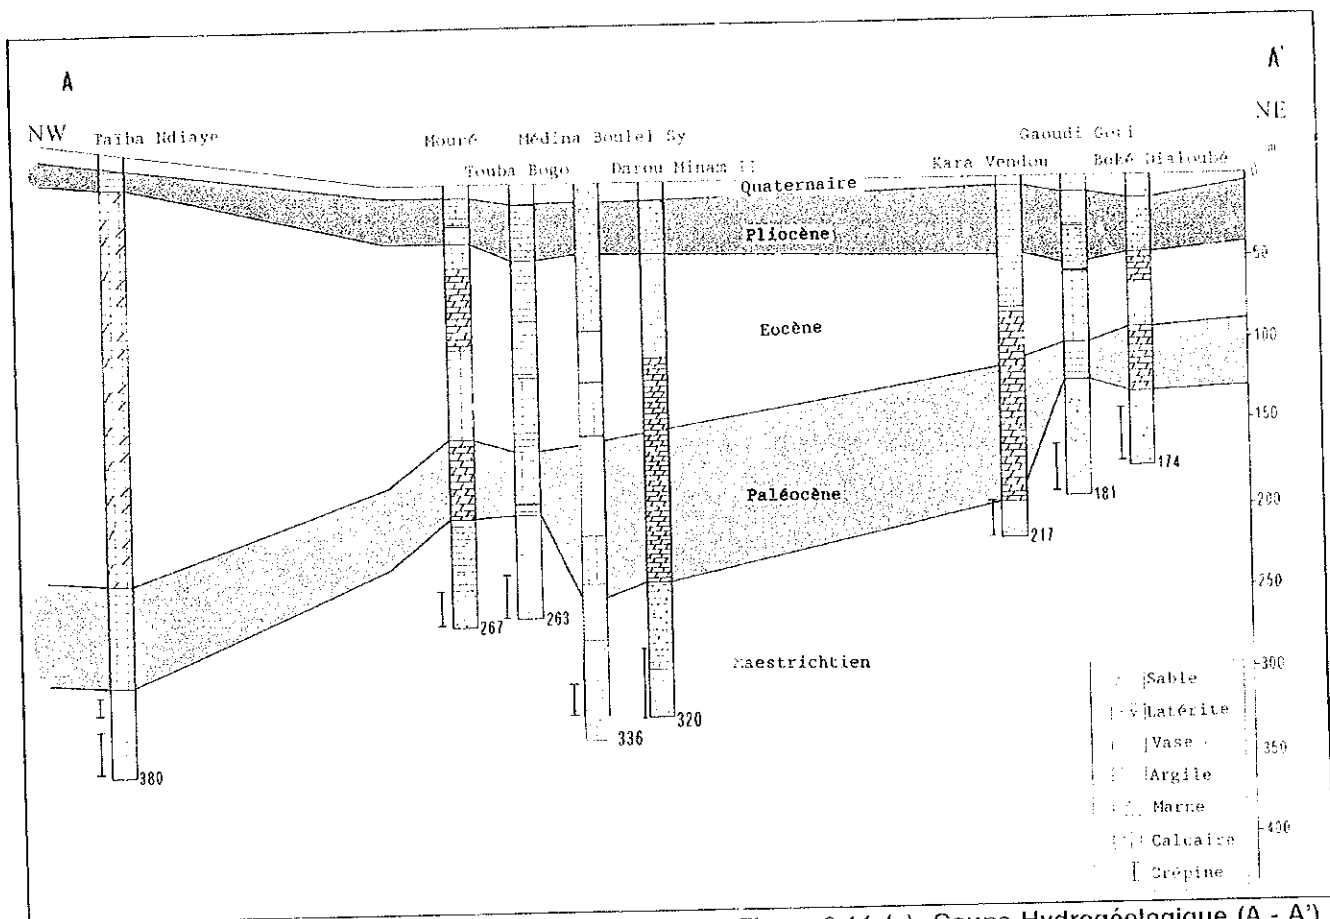 A
A'
NW
NE
Taïba Ndiaye
Mouré
Médina Boulel Sy
Gaoudi Goti
Touba Bogo
Darou Minam II
Kara Vendou
Boké Dialoubé
m
Quaternaire
Pliocène
Eocène
Paléocène
Maestrichtien
0
50
100
150
200
250
300
350
400
380
267
263
336
320
217
181
174
Sable
Latérite
Vase
Argile
Marne
Calcaire
Crépine
Coupe Hydrogéologique (A - A')